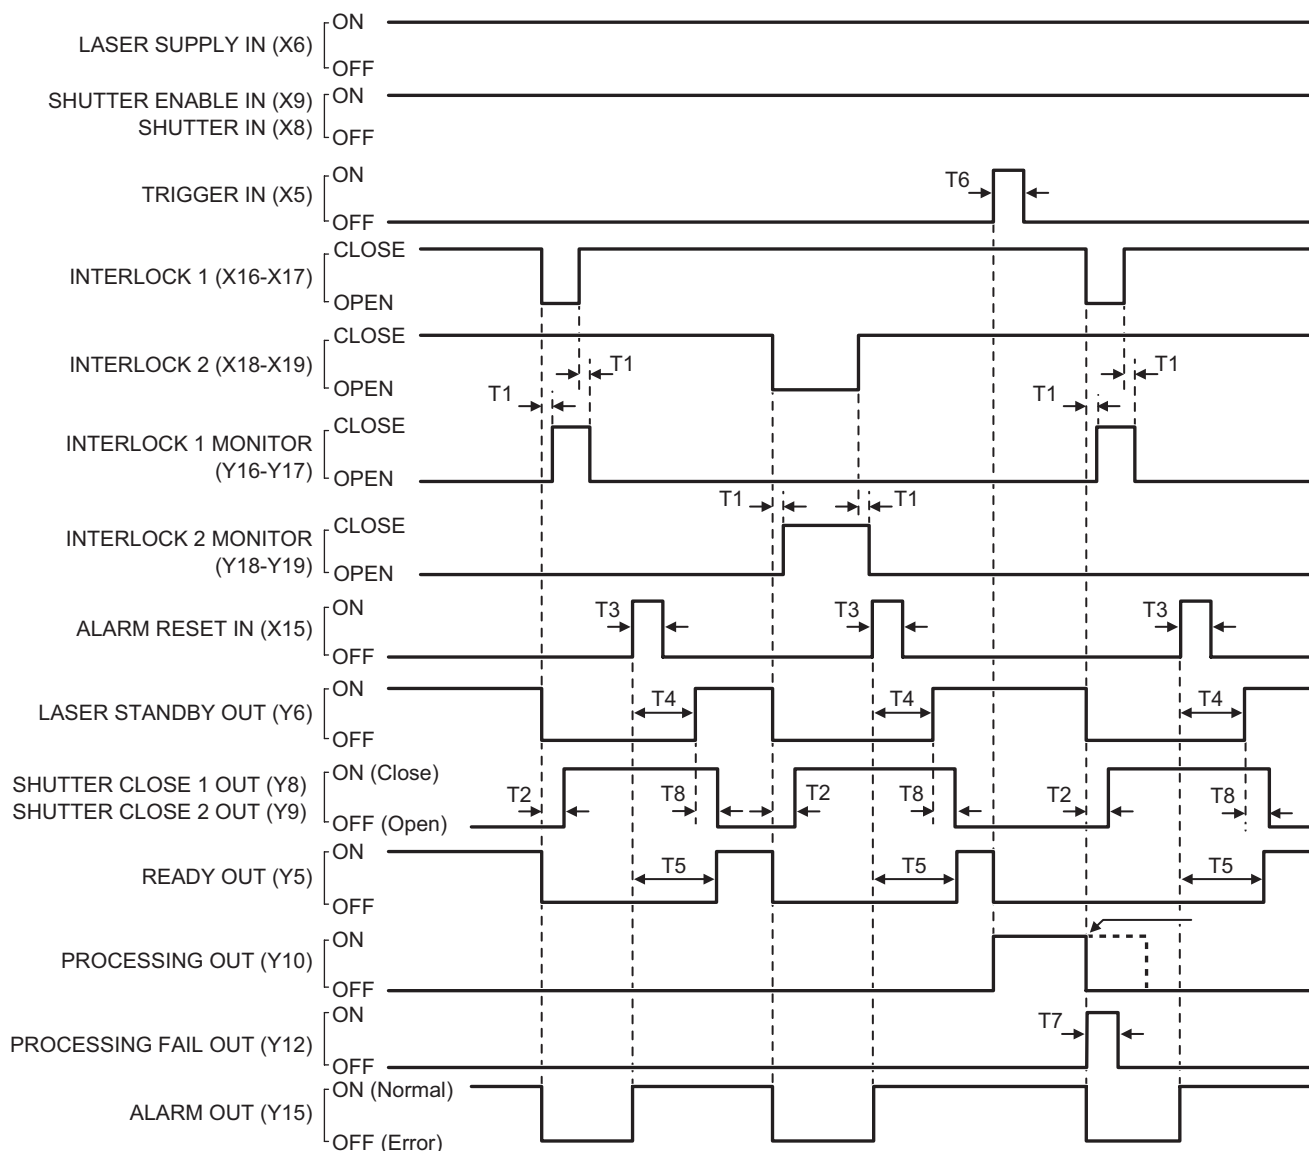 ON
LASER SUPPLY IN (X6)
OFF
SHUTTER ENABLE IN (X9)
ON
SHUTTER IN (X8)
OFF
ON
TRIGGER IN (X5)
T6
OFF
CLOSE
INTERLOCK 1 (X16-X17)
OPEN
CLOSE
INTERLOCK 2 (X18-X19)
T1
T1
OPEN
T1
T1
CLOSE
INTERLOCK 1 MONITOR
(Y16-Y17)
OPEN
T1
T1
CLOSE
INTERLOCK 2 MONITOR
(Y18-Y19)
OPEN
ON
T3
T3
T3
ALARM RESET IN (X15)
OFF
ON
LASER STANDBY OUT (Y6)
T4
T4
T4
OFF
ON (Close)
SHUTTER CLOSE 1 OUT (Y8)
SHUTTER CLOSE 2 OUT (Y9)
T2
T8
T2
T8
T2
T8
OFF (Open)
ON
READY OUT (Y5)
T5
T5
T5
OFF
ON
PROCESSING OUT (Y10)
OFF
ON
PROCESSING FAIL OUT (Y12)
T7
OFF
ON (Normal)
ALARM OUT (Y15)
OFF (Error)